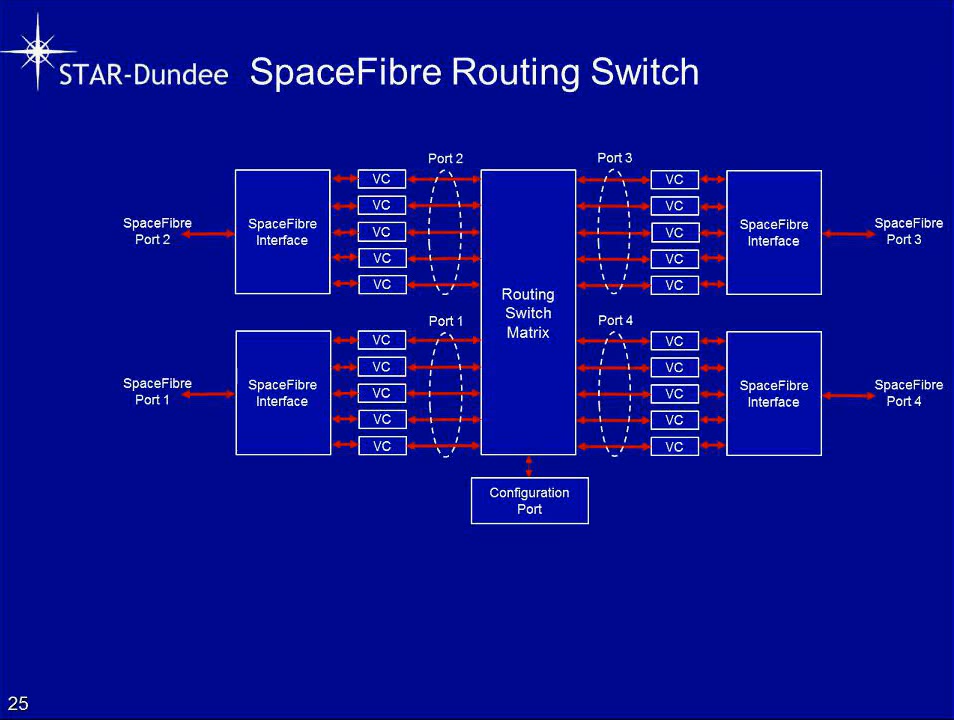 STAR-Dundee SpaceFibre Routing Switch
Port 2
Port 3
VC
VC
VC
VC
VC
VC
VC
VC
VC
VC
SpaceFibre
Port 2
SpaceFibre
Interface
SpaceFibre
Interface
SpaceFibre
Port 3
Routing
Switch
Matrix
Port 1
Port 4
VC
VC
VC
VC
VC
VC
VC
VC
VC
VC
SpaceFibre
Port 1
SpaceFibre
Interface
SpaceFibre
Interface
SpaceFibre
Port 4
Configuration
Port
25